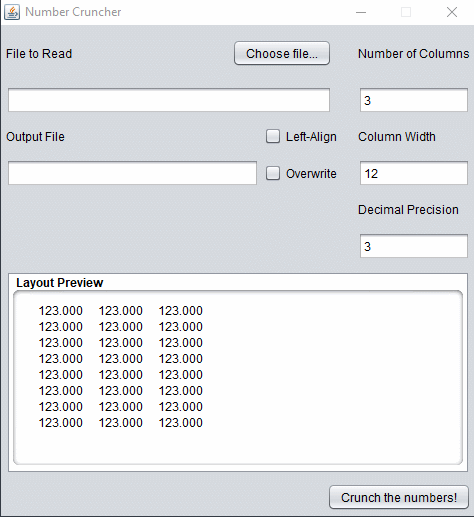 Number Cruncher
File to Read Choose file... Number of Columns
3
Output File Left-Align Column Width
Overwrite 12
Decimal Precision
3
Layout Preview
123.000 123.000 123.000
123.000 123.000 123.000
123.000 123.000 123.000
123.000 123.000 123.000
123.000 123.000 123.000
123.000 123.000 123.000
123.000 123.000 123.000
123.000 123.000 123.000
Crunch the numbers!